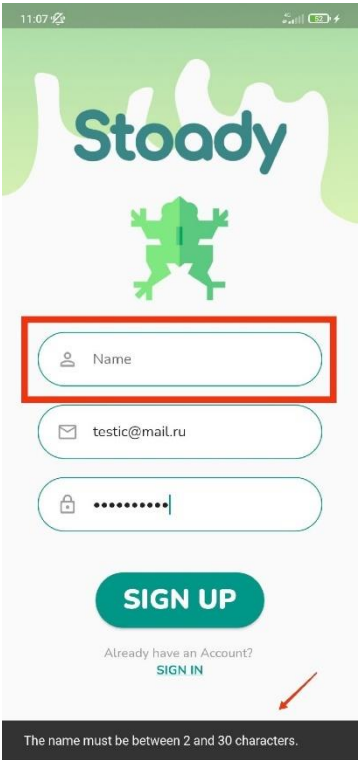 11:07
52
Stoady
Name
testic@mail.ru
••••••••••
SIGN UP
Already have an Account?
SIGN IN
The name must be between 2 and 30 characters.